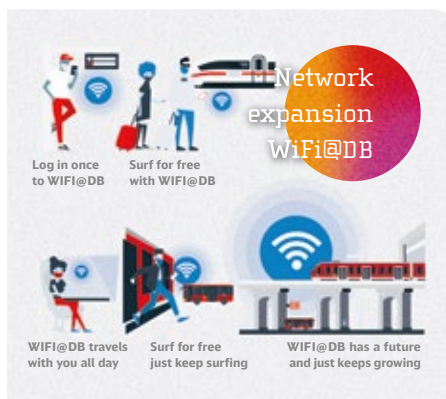 Network
expansion
WiFi@DB
Log in once
to WIFI@DB
Surf for free
with WIFI@DB
WIFI@DB travels
with you all day
Surf for free
just keep surfing
WIFI@DB has a future
and just keeps growing